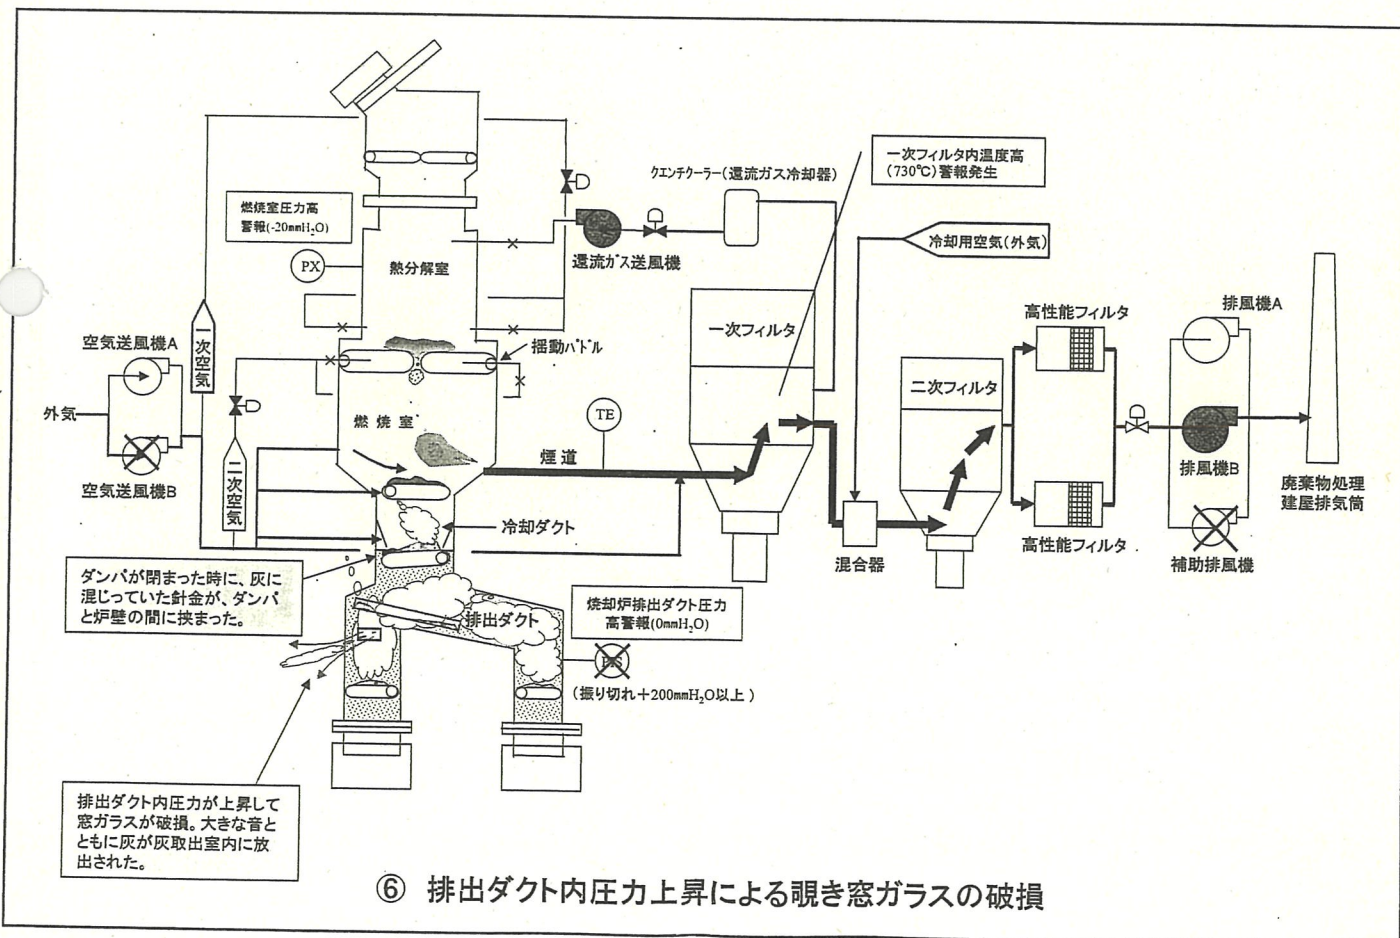 燃焼室圧力高
警報(-20mmH₂O)
PX
熱分解室
クエンチクーラー(還流ガス冷却器)
還流ガス送風機
一次フィルタ内温度高
(730℃)警報発生
冷却用空気(外気)
空気送風機A
外気
空気送風機B
一次空気
二次空気
揺動パドル
燃焼室
TE
煙道
一次フィルタ
二次フィルタ
混合器
高性能フィルタ
高性能フィルタ
排風機A
排風機B
補助排風機
廃棄物処理
建屋排気筒
冷却ダクト
ダンパが閉まった時に、灰に
混じっていた針金が、ダンパ
と炉壁の間に挟まった。
排出ダクト
焼却炉排出ダクト圧力
高警報(0mmH₂O)
(振り切れ+200mmH₂O以上)
排出ダクト内圧力が上昇して
窓ガラスが破損。大きな音と
ともに灰が灰取出室内に放
出された。
⑥ 排出ダクト内圧力上昇による覗き窓ガラスの破損